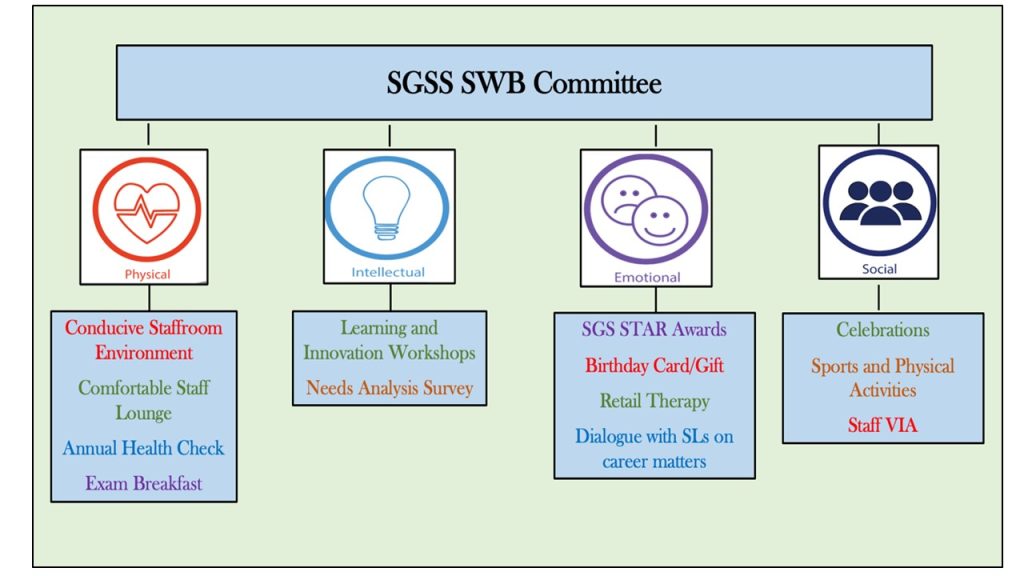 SGSS SWB Committee
Physical
Conducive Staffroom
Environment
Comfortable Staff
Lounge
Annual Health Check
Exam Breakfast
Intellectual
Learning and
Innovation Workshops
Needs Analysis Survey
Emotional
SGS STAR Awards
Birthday Card/Gift
Retail Therapy
Dialogue with SLs on
career matters
Social
Celebrations
Sports and Physical
Activities
Staff VIA